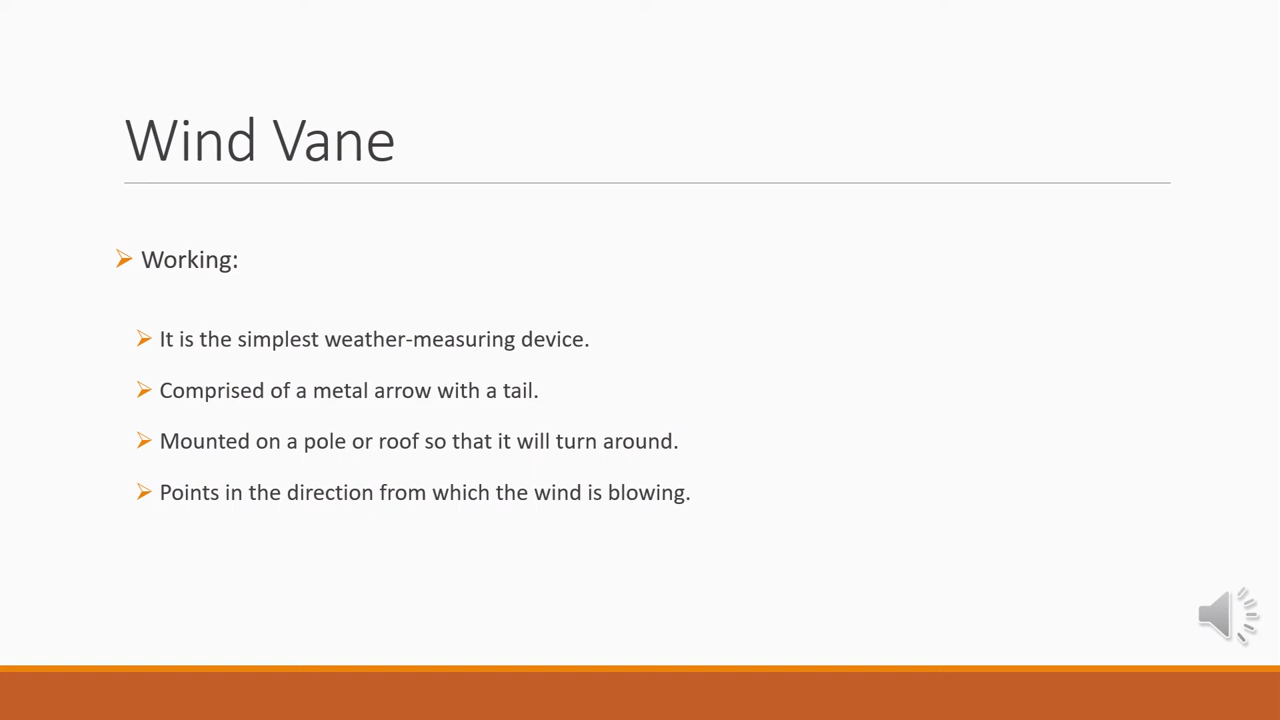 Wind Vane
Working:
It is the simplest weather-measuring device.
Comprised of a metal arrow with a tail.
Mounted on a pole or roof so that it will turn around.
Points in the direction from which the wind is blowing.